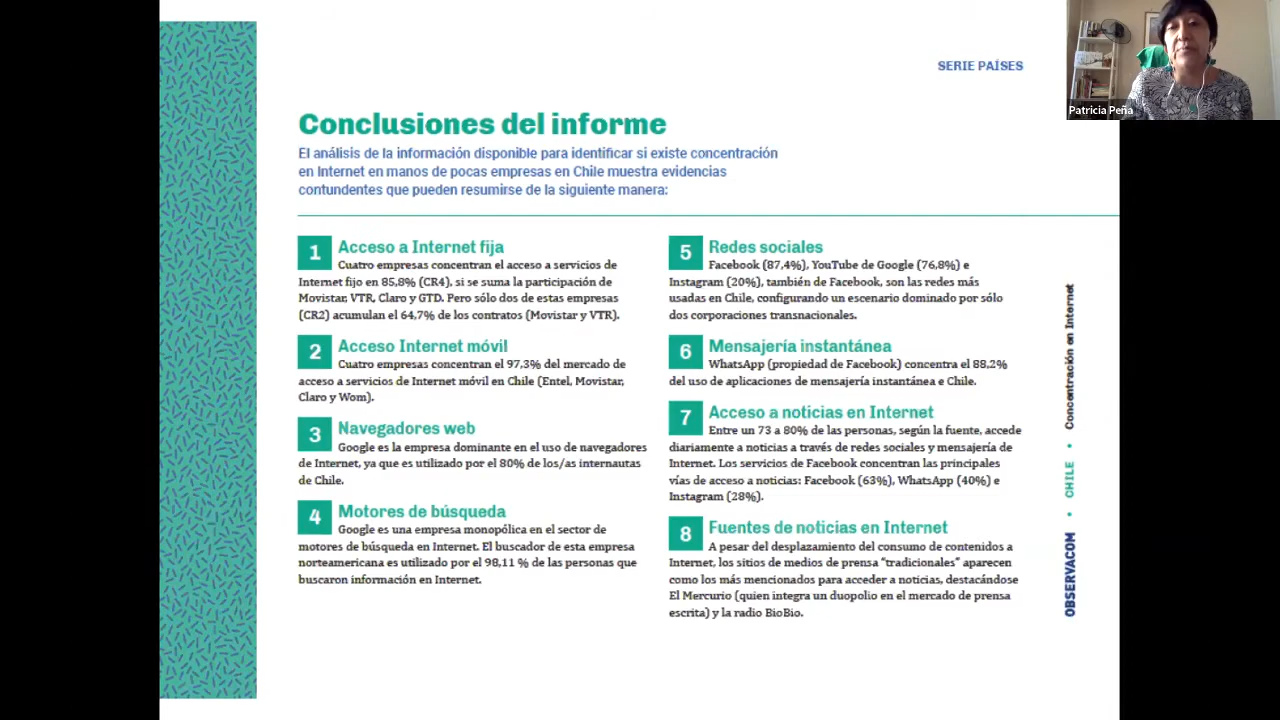 SERIE PAÍSES
Patricia Peña
Conclusiones del informe
El análisis de la información disponible para identificar si existe concentración
en Internet en manos de pocas empresas en Chile muestra evidencias
contundentes que pueden resumirse de la siguiente manera:
1 Acceso a Internet fija
Cuatro empresas concentran el acceso a servicios de
Internet fijo en 85,8% (CR4), si se suma la participación de
Movistar, VTR, Claro y GTD. Pero sólo dos de estas empresas
(CR2) acumulan el 64,7% de los contratos (Movistar y VTR).
2 Acceso Internet móvil
Cuatro empresas concentran el 97,3% del mercado de
acceso a servicios de Internet móvil en Chile (Entel, Movistar,
Claro y Wom).
3 Navegadores web
Google es la empresa dominante en el uso de navegadores
de Internet, ya que es utilizado por el 80% de los/as internautas
de Chile.
4 Motores de búsqueda
Google es una empresa monopólica en el sector de
motores de búsqueda en Internet. El buscador de esta empresa
norteamericana es utilizado por el 98,11 % de las personas que
buscaron información en Internet.
5 Redes sociales
Facebook (87,4%), YouTube de Google (76,8%) e
Instagram (20%), también de Facebook, son las redes más
usadas en Chile, configurando un escenario dominado por sólo
dos corporaciones transnacionales.
6 Mensajería instantánea
WhatsApp (propiedad de Facebook) concentra el 88,2%
del uso de aplicaciones de mensajería instantánea e Chile.
7 Acceso a noticias en Internet
Entre un 73 a 80% de las personas, según la fuente, accede
diariamente a noticias a través de redes sociales y mensajería de
Internet. Los servicios de Facebook concentran las principales
vías de acceso a noticias: Facebook (63%), WhatsApp (40%) e
Instagram (28%).
8 Fuentes de noticias en Internet
A pesar del desplazamiento del consumo de contenidos a
Internet, los sitios de medios de prensa “tradicionales” aparecen
como los más mencionados para acceder a noticias, destacándose
El Mercurio (quien integra un duopolio en el mercado de prensa
escrita) y la radio BioBio.
OBSERVACOM • CHILE • Concentración en Internet